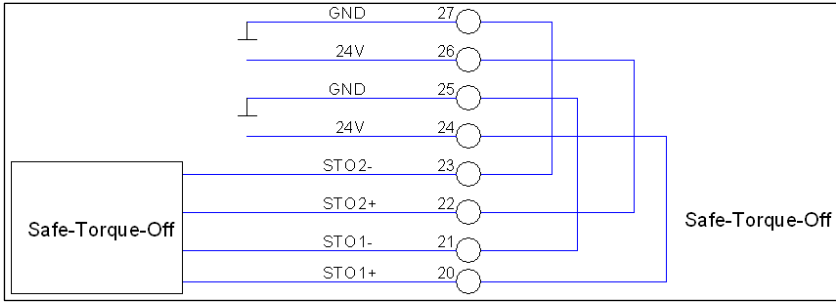 GND 27
24V 26
GND 25
24V 24
STO2- 23
STO2+ 22
Safe-Torque-Off
Safe-Torque-Off
STO1- 21
STO1+ 20